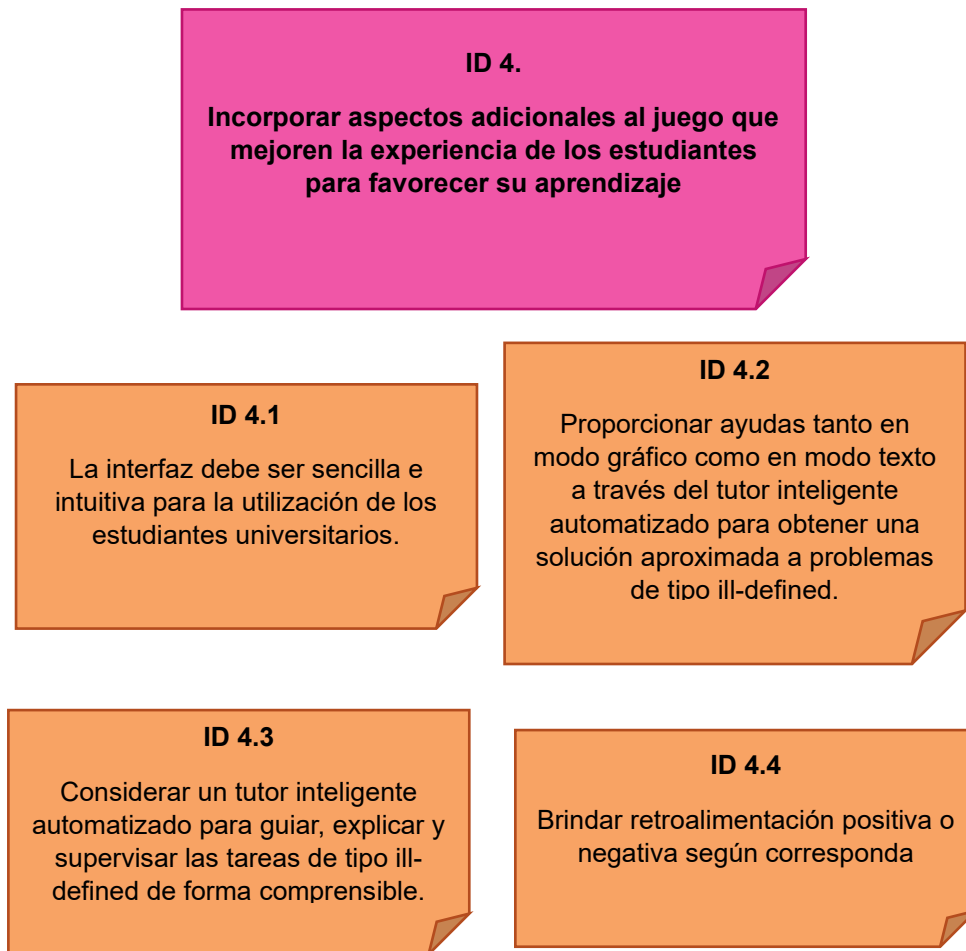 ID 4.
Incorporar aspectos adicionales al juego que
mejoren la experiencia de los estudiantes
para favorecer su aprendizaje
ID 4.1
La interfaz debe ser sencilla e
intuitiva para la utilización de los
estudiantes universitarios.
ID 4.2
Proporcionar ayudas tanto en
modo gráfico como en modo texto
a través del tutor inteligente
automatizado para obtener una
solución aproximada a problemas
de tipo ill-defined.
ID 4.3
Considerar un tutor inteligente
automatizado para guiar, explicar y
supervisar las tareas de tipo ill-
defined de forma comprensible.
ID 4.4
Brindar retroalimentación positiva o
negativa según corresponda